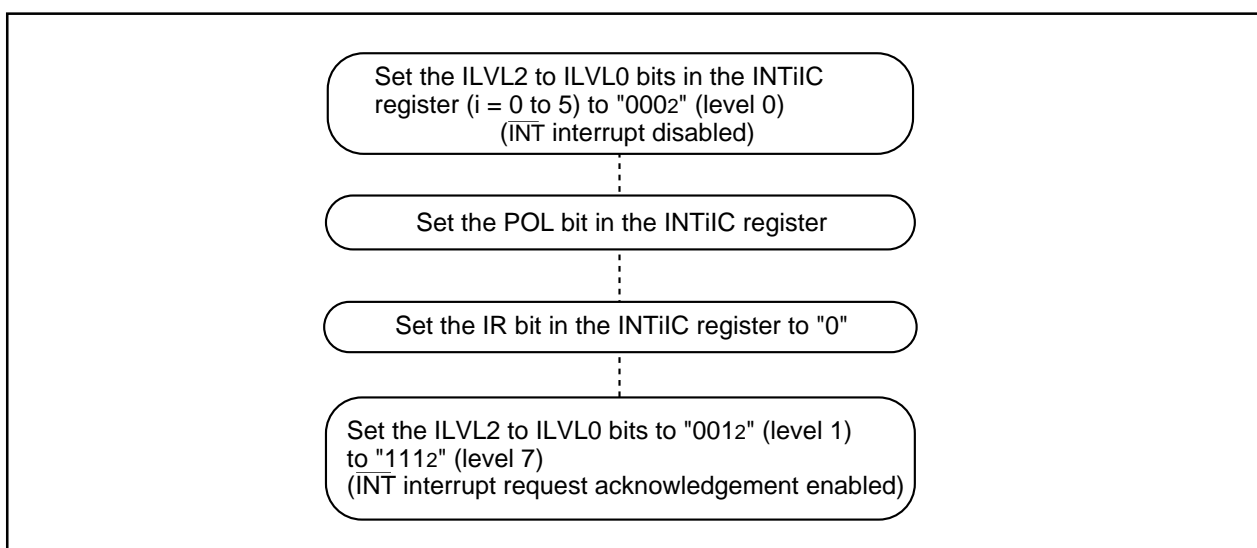 Set the ILVL2 to ILVL0 bits in the INTiIC
register (i = 0 to 5) to "0002" (level 0)
(INT interrupt disabled)
Set the POL bit in the INTiIC register
Set the IR bit in the INTiIC register to "0"
Set the ILVL2 to ILVL0 bits to "0012" (level 1)
to "1112" (level 7)
(INT interrupt request acknowledgement enabled)